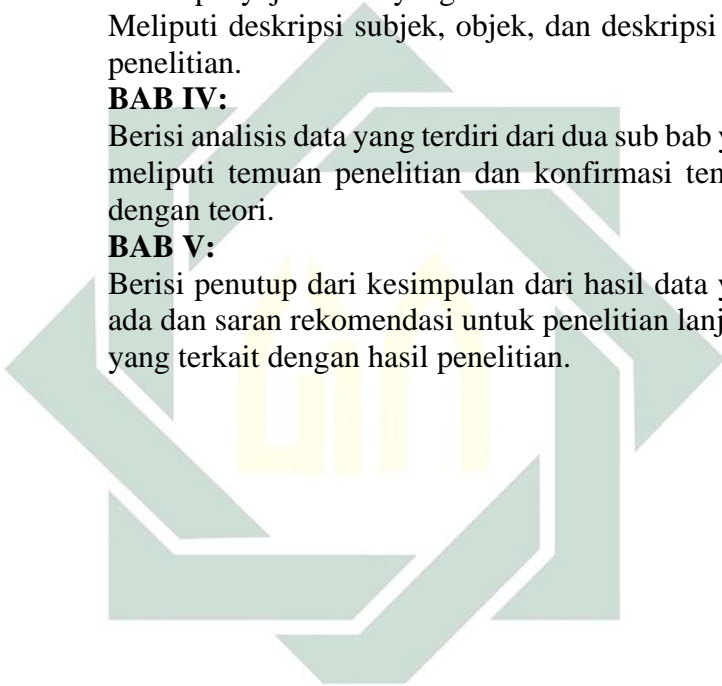 Meliputi deskripsi subjek, objek, dan deskripsi
penelitian.
BAB IV:
Berisi analisis data yang terdiri dari dua sub bab
meliputi temuan penelitian dan konfirmasi
dengan teori.
BAB V:
Berisi penutup dari kesimpulan dari hasil data
ada dan saran rekomendasi untuk penelitian
yang terkait dengan hasil penelitian.